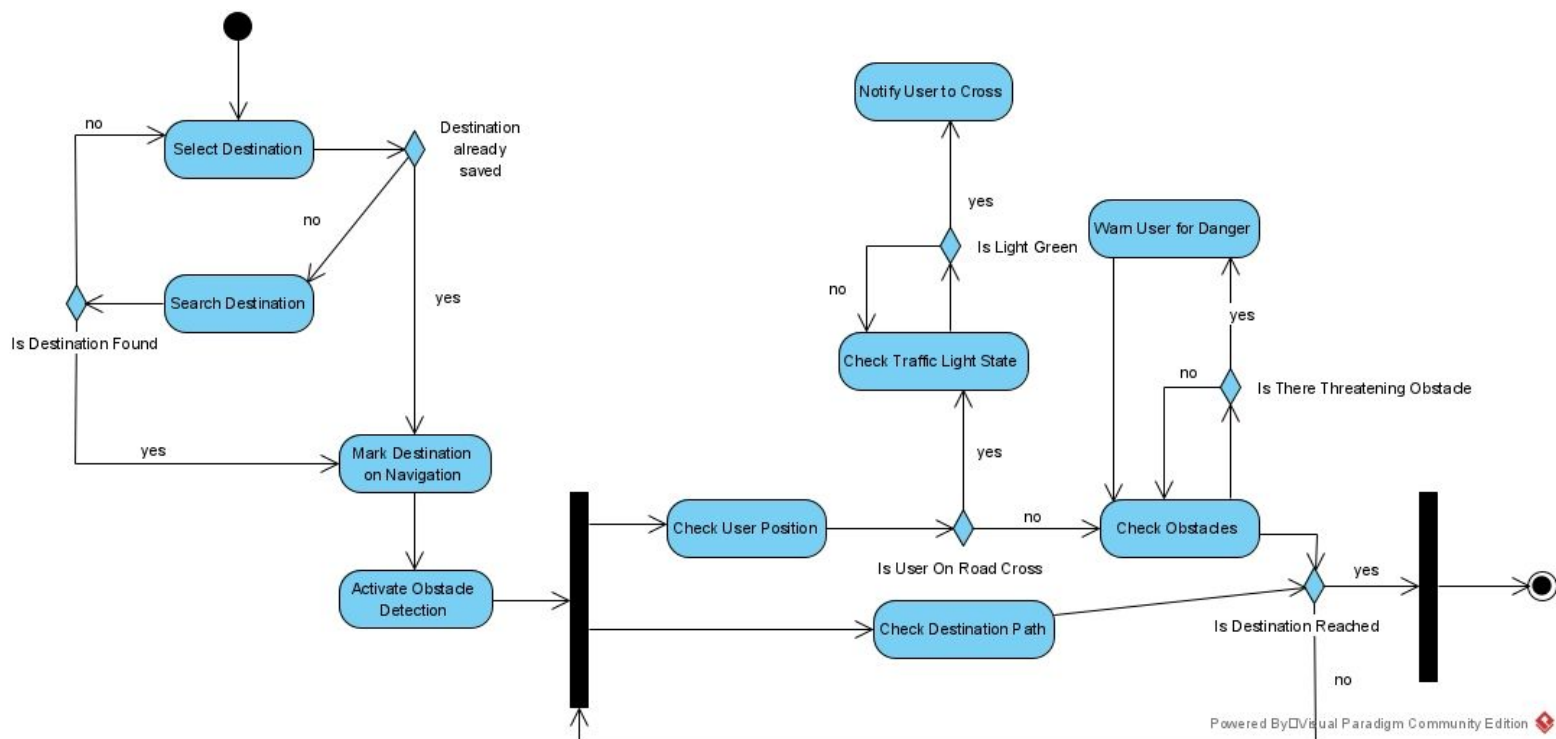 Notify User to Cross
no
Select Destination
Destination
already
saved
no
yes
Warn User for Danger
Is Light Green
Search Destination
yes
no
yes
Is Destination Found
Check Traffic Light State
no
Is There Threatening Obstacle
yes
Mark Destination
on Navigation
yes
Check User Position
no
Check Obstacles
Is User On Road Cross
yes
Activate Obstacle
Detection
Check Destination Path
Is Destination Reached
no
Powered By□Visual Paradigm Community Edition